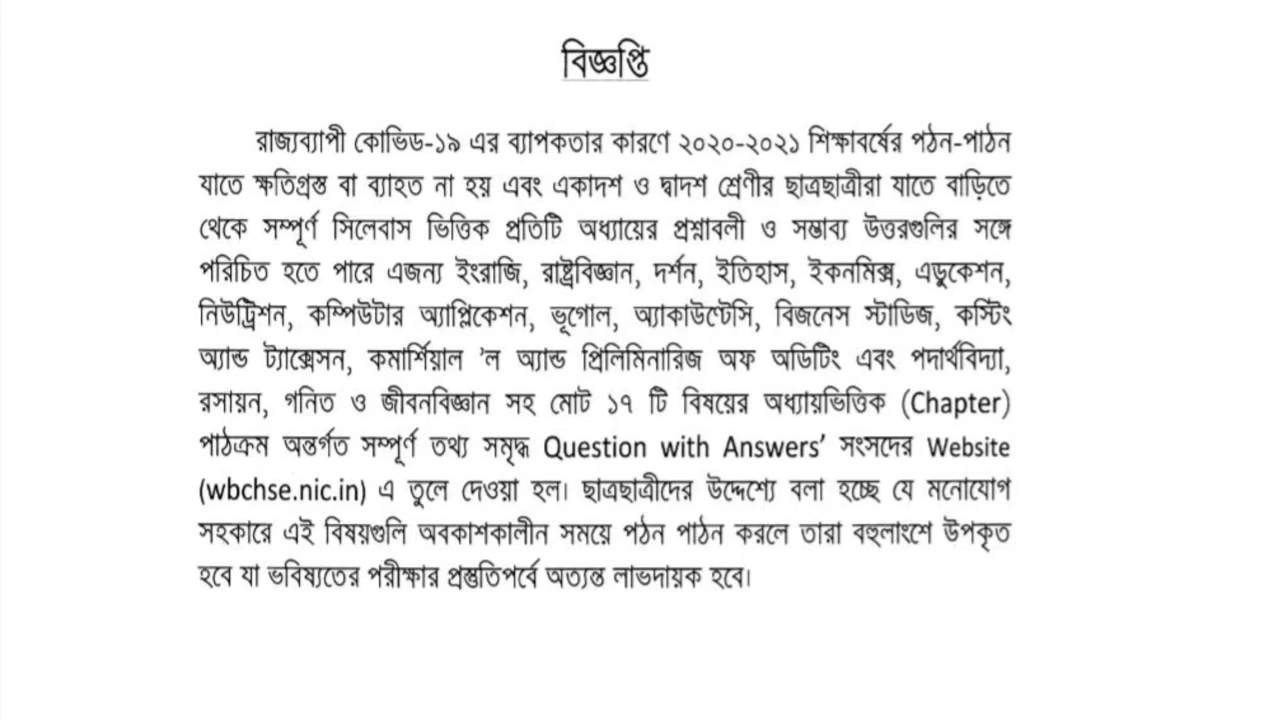 বিজ্ঞপ্তি
রাজ্যব্যাপী কোভিড-১৯ এর ব্যাপকতার কারণে ২০২০-২০২১ শিক্ষাবর্ষের পঠন-পাঠন
যাতে ক্ষতিগ্রস্ত বা ব্যাহত না হয় এবং একাদশ ও দ্বাদশ শ্রেণীর ছাত্রছাত্রীরা যাতে বাড়িতে
থেকে সম্পূর্ণ সিলেবাস ভিত্তিক প্রতিটি অধ্যায়ের প্রশ্নাবলী ও সম্ভাব্য উত্তরগুলির সঙ্গে
পরিচিত হতে পারে এজন্য ইংরাজি, রাষ্ট্রবিজ্ঞান, দর্শন, ইতিহাস, ইকনমিক্স, এডুকেশন,
নিউট্রিশন, কম্পিউটার অ্যাপ্লিকেশন, ভূগোল, অ্যাকাউন্টেসি, বিজনেস স্টাডিজ, কস্টিং
অ্যান্ড ট্যাক্সেসন, কমার্শিয়াল ’ল অ্যান্ড প্রিলিমিনারিজ অফ অডিটিং এবং পদার্থবিদ্যা,
রসায়ন, গনিত ও জীবনবিজ্ঞান সহ মোট ১৭ টি বিষয়ের অধ্যায়ভিত্তিক (Chapter)
পাঠক্রম অন্তর্গত সম্পূর্ণ তথ্য সমৃদ্ধ Question with Answers’ সংসদের Website
(wbchse.nic.in) এ তুলে দেওয়া হল। ছাত্রছাত্রীদের উদ্দেশ্যে বলা হচ্ছে যে মনোযোগ
সহকারে এই বিষয়গুলি অবকাশকালীন সময়ে পঠন পাঠন করলে তারা বহুলাংশে উপকৃত
হবে যা ভবিষ্যতের পরীক্ষার প্রস্তুতিপর্বে অত্যন্ত লাভদায়ক হবে।